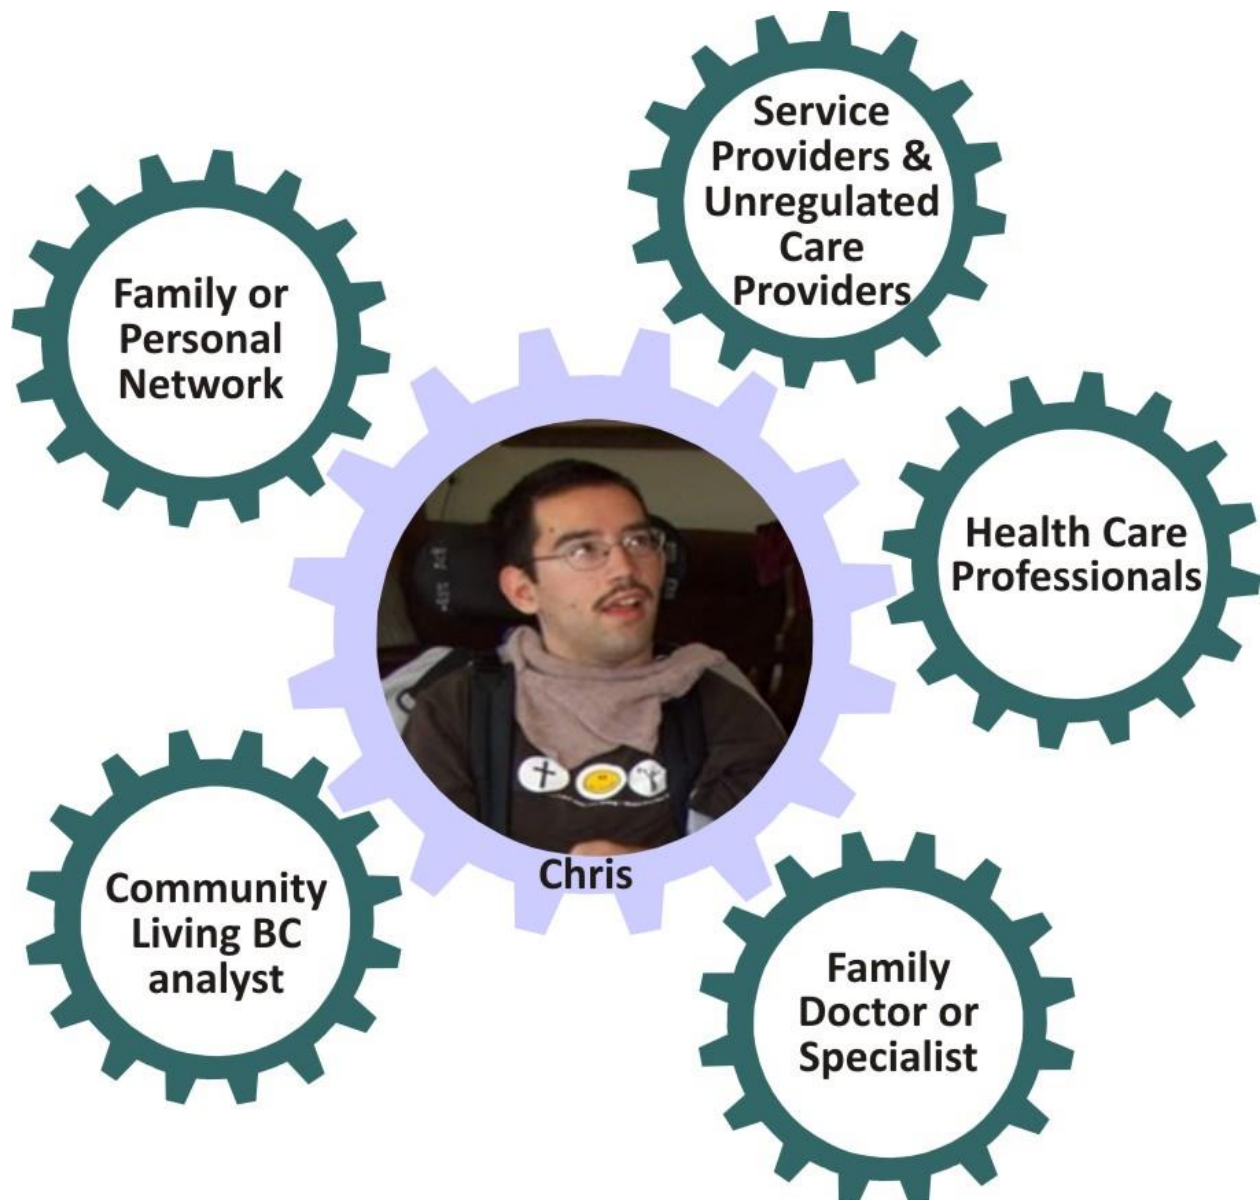 Service
Providers &
Unregulated
Care
Providers
Family or
Personal
Network
Health Care
Professionals
Chris
Community
Living BC
analyst
Family
Doctor or
Specialist